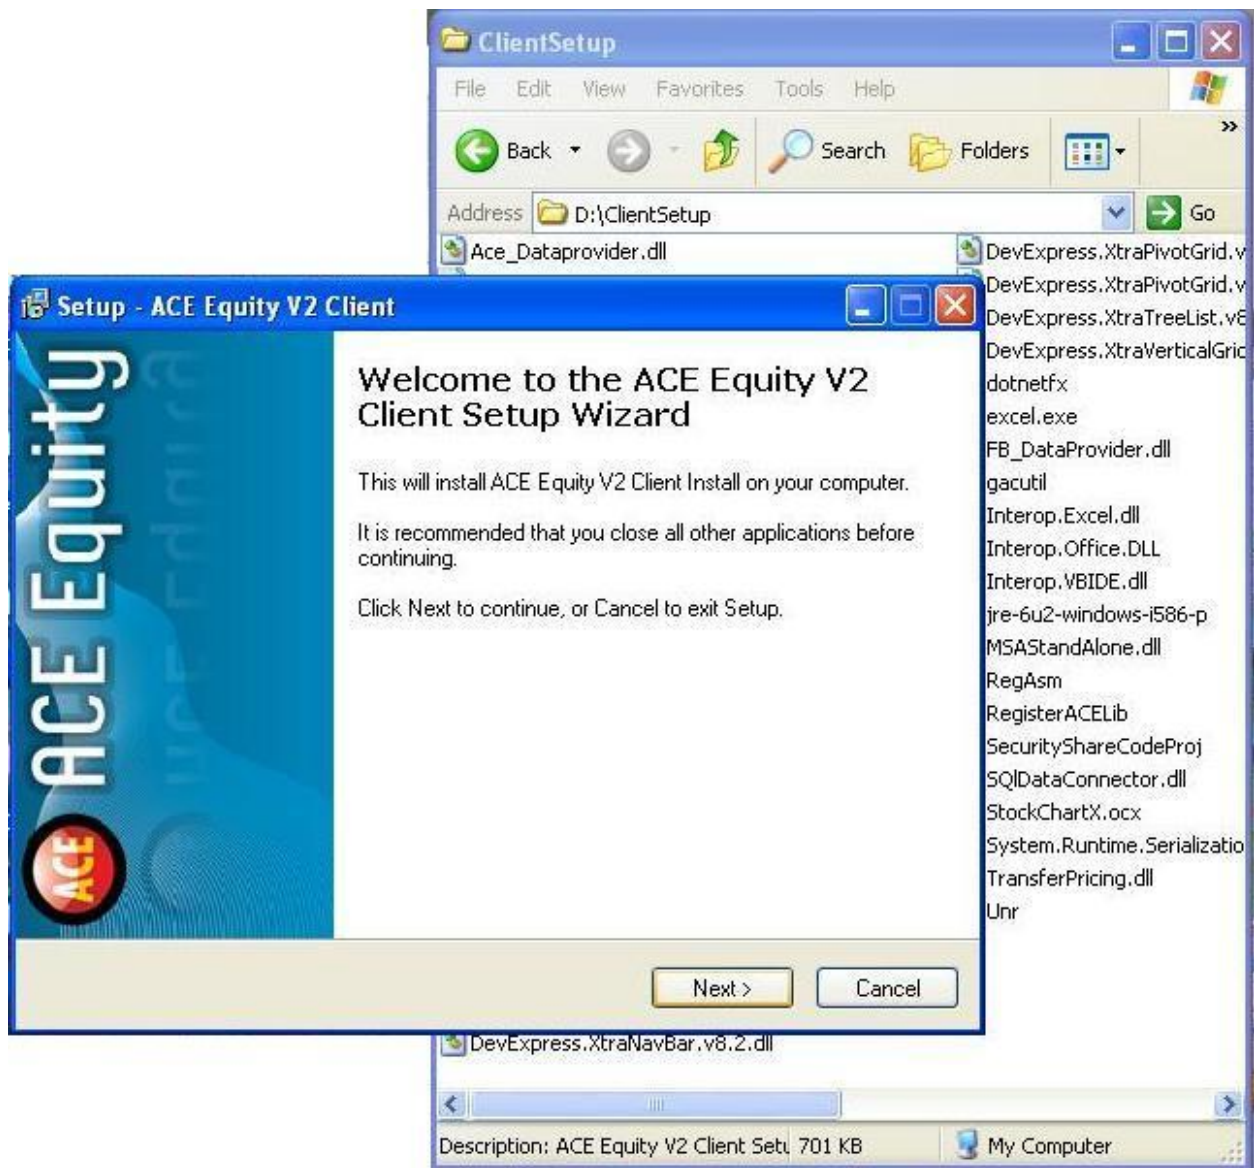 ClientSetup
File Edit View Favorites Tools Help
Back Search Folders »
Address D:\ClientSetup Go
Ace_Dataprovider.dll
DevExpress.XtraPivotGrid.v
DevExpress.XtraPivotGrid.v
DevExpress.XtraTreeList.v8
DevExpress.XtraVerticalGric
dotnetfx
excel.exe
FB_DataProvider.dll
gacutil
Interop.Excel.dll
Interop.Office.DLL
Interop.VBIDE.dll
jre-6u2-windows-i586-p
MSAStandAlone.dll
RegAsm
RegisterACELib
SecurityShareCodeProj
SQlDataConnector.dll
StockChartX.ocx
System.Runtime.Serializatio
TransferPricing.dll
Unr
Setup - ACE Equity V2 Client
ACE ACE Equity
Welcome to the ACE Equity V2
Client Setup Wizard
This will install ACE Equity V2 Client Install on your computer.
It is recommended that you close all other applications before
continuing.
Click Next to continue, or Cancel to exit Setup.
Next > Cancel
DevExpress.XtraNavBar.v8.2.dll
Description: ACE Equity V2 Client Setu 701 KB My Computer